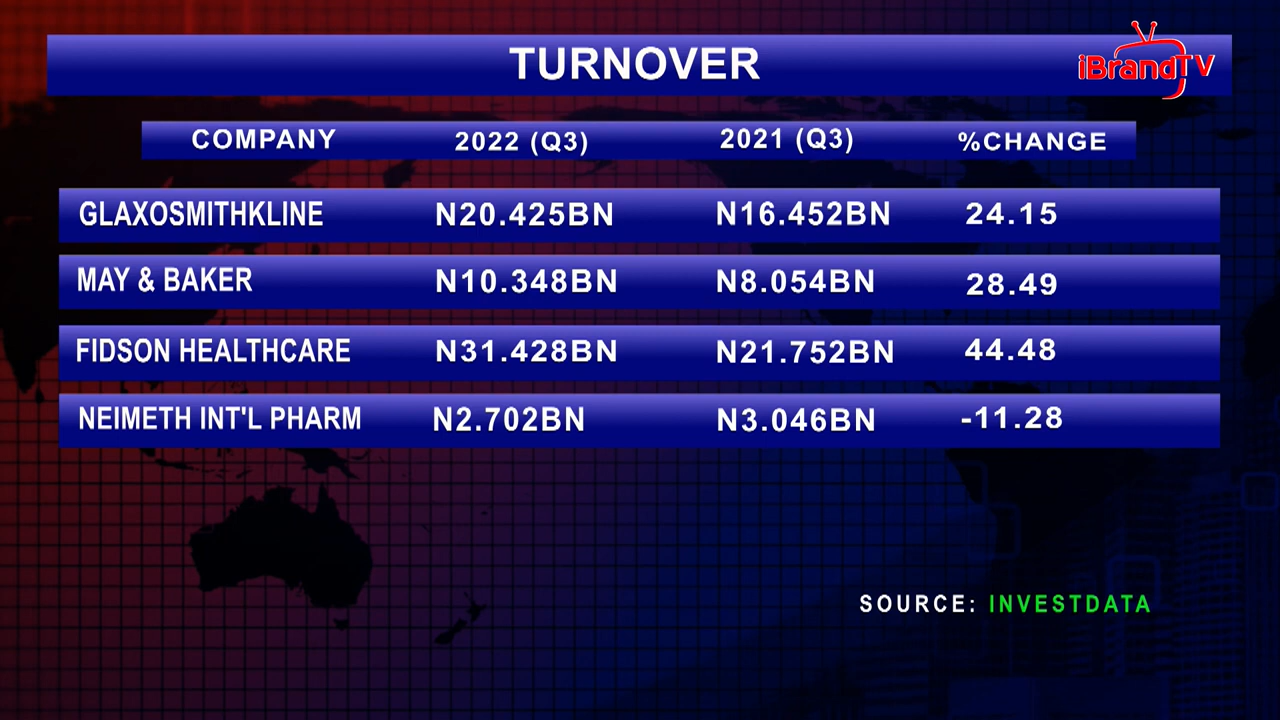 TURNOVER
iBrandTV
COMPANY 2022 (Q3) 2021 (Q3) %CHANGE
GLAXOSMITHKLINE N20.425BN N16.452BN 24.15
MAY & BAKER N10.348BN N8.054BN 28.49
FIDSON HEALTHCARE N31.428BN N21.752BN 44.48
NEIMETH INT'L PHARM N2.702BN N3.046BN -11.28
SOURCE: INVESTDATA